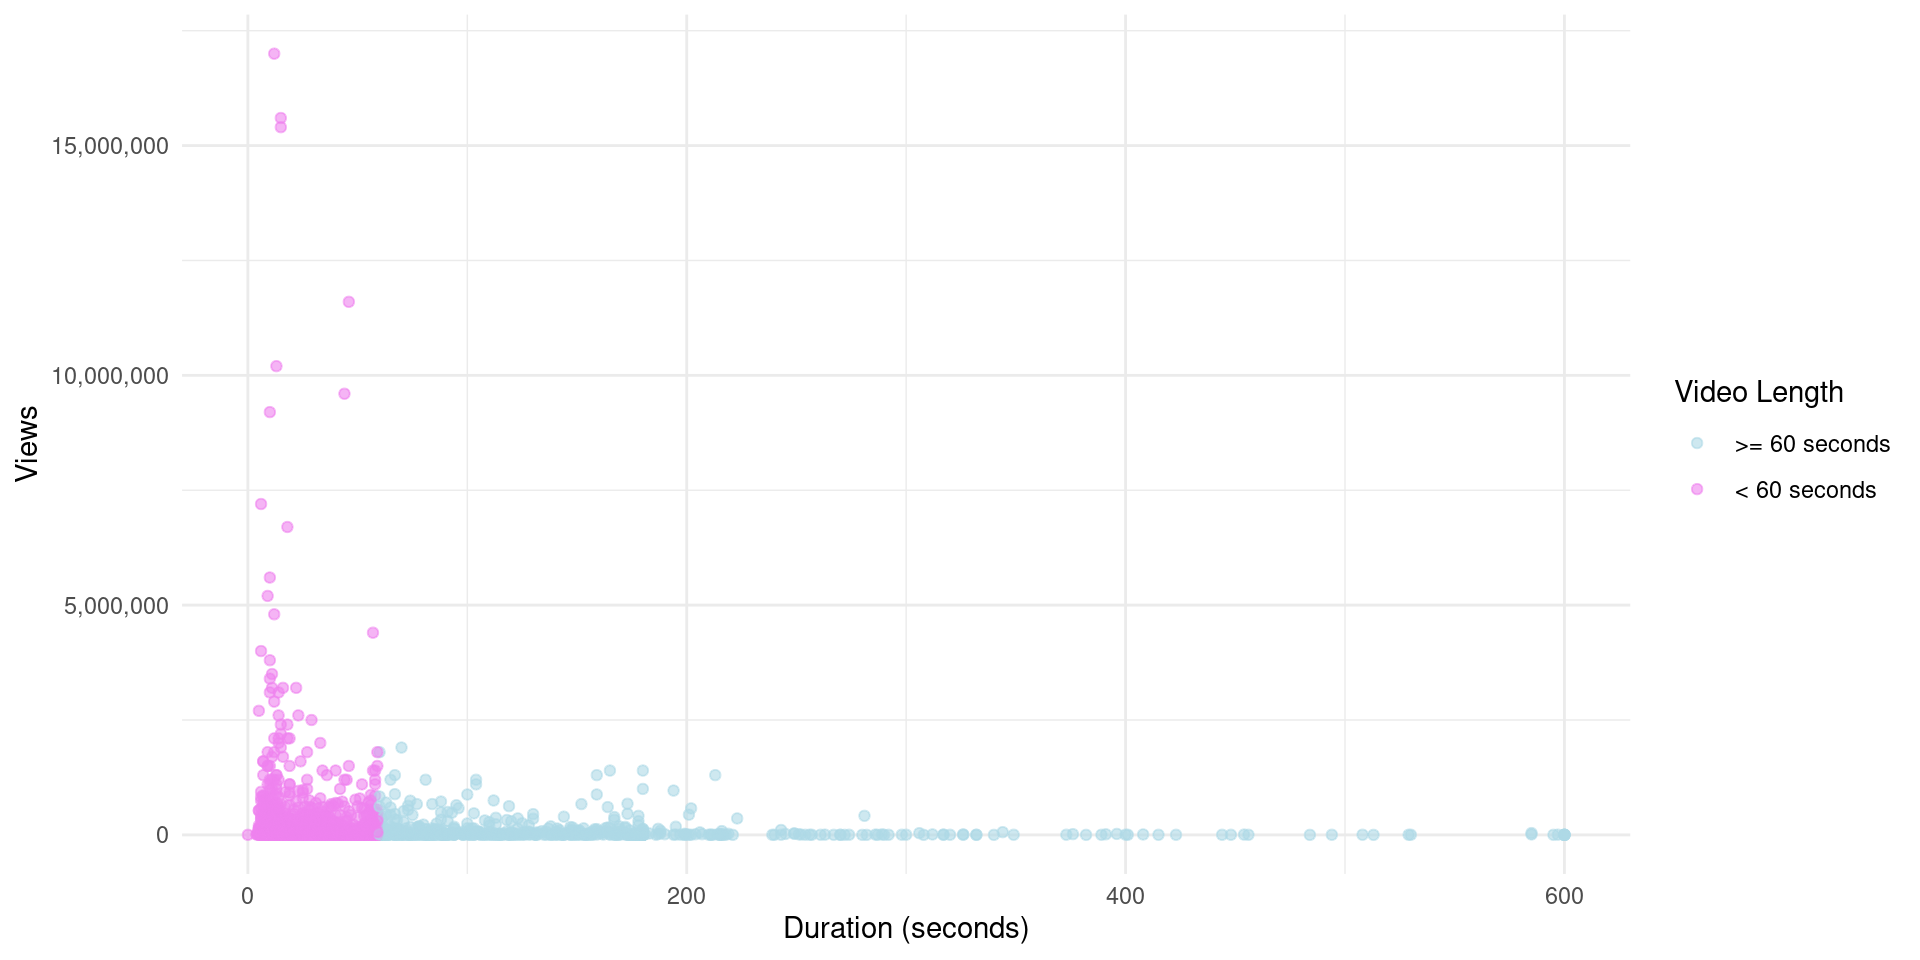 15,000,000
10,000,000
5,000,000
0
Views
0
200
400
600
Duration (seconds)
Video Length
>= 60 seconds
< 60 seconds